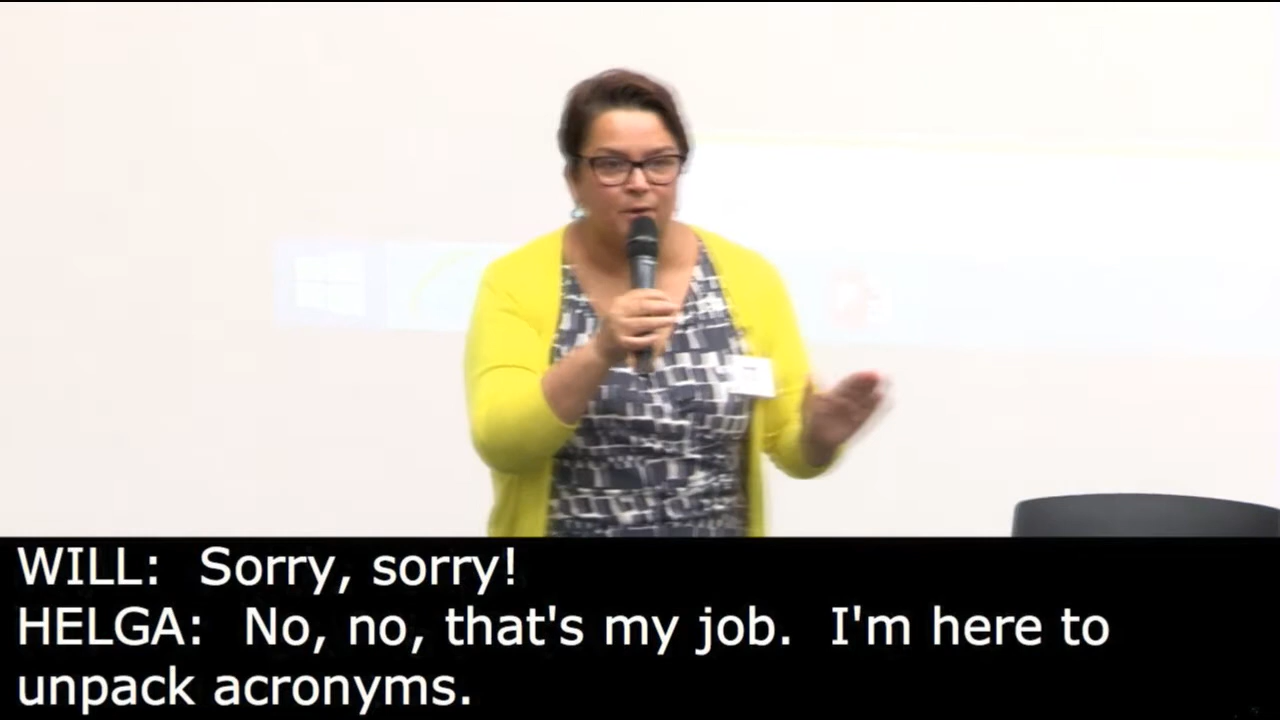 WILL:  Sorry, sorry!
HELGA:  No, no, that's my job.  I'm here to
unpack acronyms.